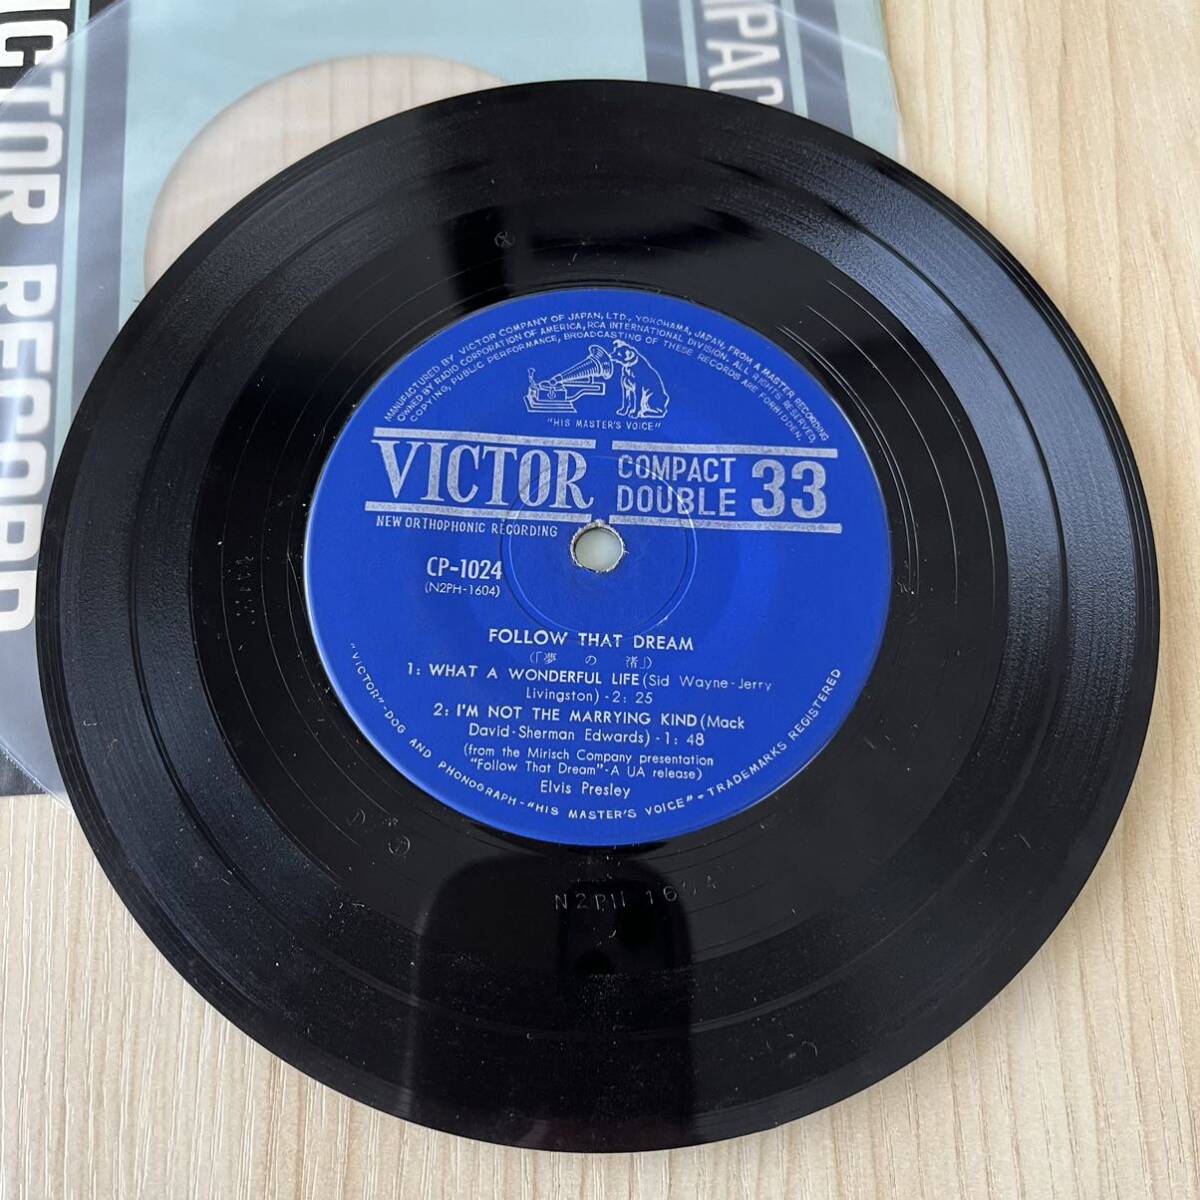 VICTOR RECORD
COMPAC
MANUFACTURED BY VICTOR COMPANY OF JAPAN, LTD., YOKOHAMA, JAPAN, FROM A MASTER RECORDING
OWNED BY RADIO CORPORATION OF AMERICA, RCA INTERNATIONAL DIVISION. ALL RIGHTS RESERVED.
COPYING, PUBLIC PERFORMANCE, BROADCASTING OF THESE RECORDS ARE FORBIDDEN.
"HIS MASTER'S VOICE"
VICTOR
COMPACT
DOUBLE 33
NEW ORTHOPHONIC RECORDING
CP-1024
(N2PH-1604)
FOLLOW THAT DREAM
(「夢の渚」)
1: WHAT A WONDERFUL LIFE (Sid Wayne-Jerry
Livingston) -2: 25
2: I'M NOT THE MARRYING KIND (Mack
David-Sherman Edwards) -1: 48
(from the Mirisch Company presentation
"Follow That Dream"-A UA release)
Elvis Presley
"VICTOR"-DOG AND PHONOGRAPH-"HIS MASTER'S VOICE"-TRADEMARKS REGISTERED
N2PH 1604